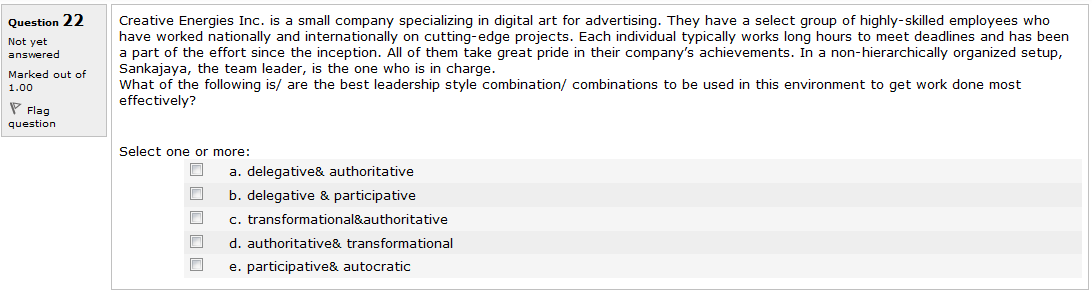 Question 22
Not yet
answered
Marked out of
1.00
Flag
question
Creative Energies Inc. is a small company specializing in digital art for advertising. They have a select group of highly-skilled employees who
have worked nationally and internationally on cutting-edge projects. Each individual typically works long hours to meet deadlines and has been
a part of the effort since the inception. All of them take great pride in their company’s achievements. In a non-hierarchically organized setup,
Sankajaya, the team leader, is the one who is in charge.
What of the following is/ are the best leadership style combination/ combinations to be used in this environment to get work done most
effectively?
Select one or more:
a. delegative& authoritative
b. delegative & participative
c. transformational&authoritative
d. authoritative& transformational
e. participative& autocratic